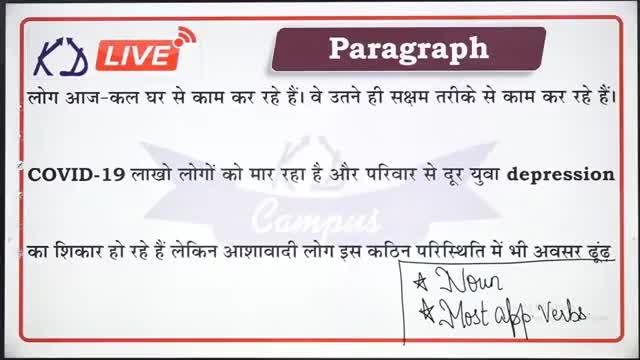 KD LIVE
Paragraph
लोग आज-कल घर से काम कर रहे हैं। वे उतने ही सक्षम तरीके से काम कर रहे हैं।
COVID-19 लाखो लोगों को मार रहा है और परिवार से दूर युवा depression
का शिकार हो रहे हैं लेकिन आशावादी लोग इस कठिन परिस्थिति में भी अवसर ढूंढ
KD
Campus
* Noun
* Most app verbs.